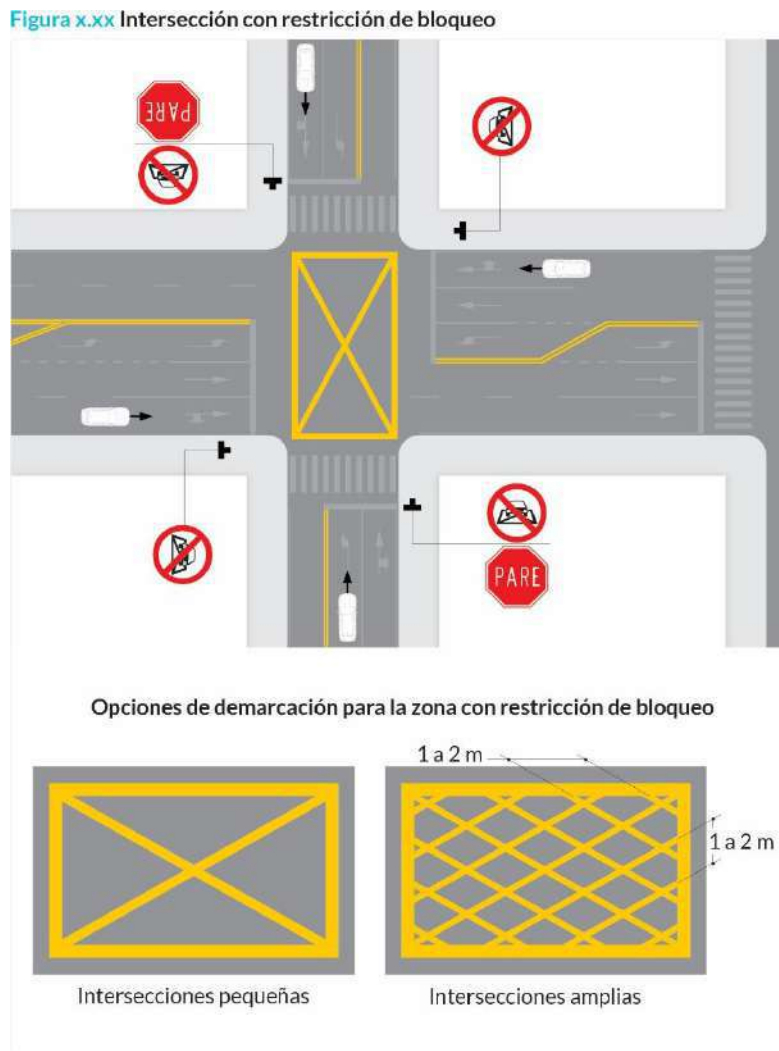 Figura x.xx Intersección con restricción de bloqueo
PARE
PARE
Opciones de demarcación para la zona con restricción de bloqueo
1 a 2 m
1 a 2 m
Intersecciones pequeñas
Intersecciones amplias